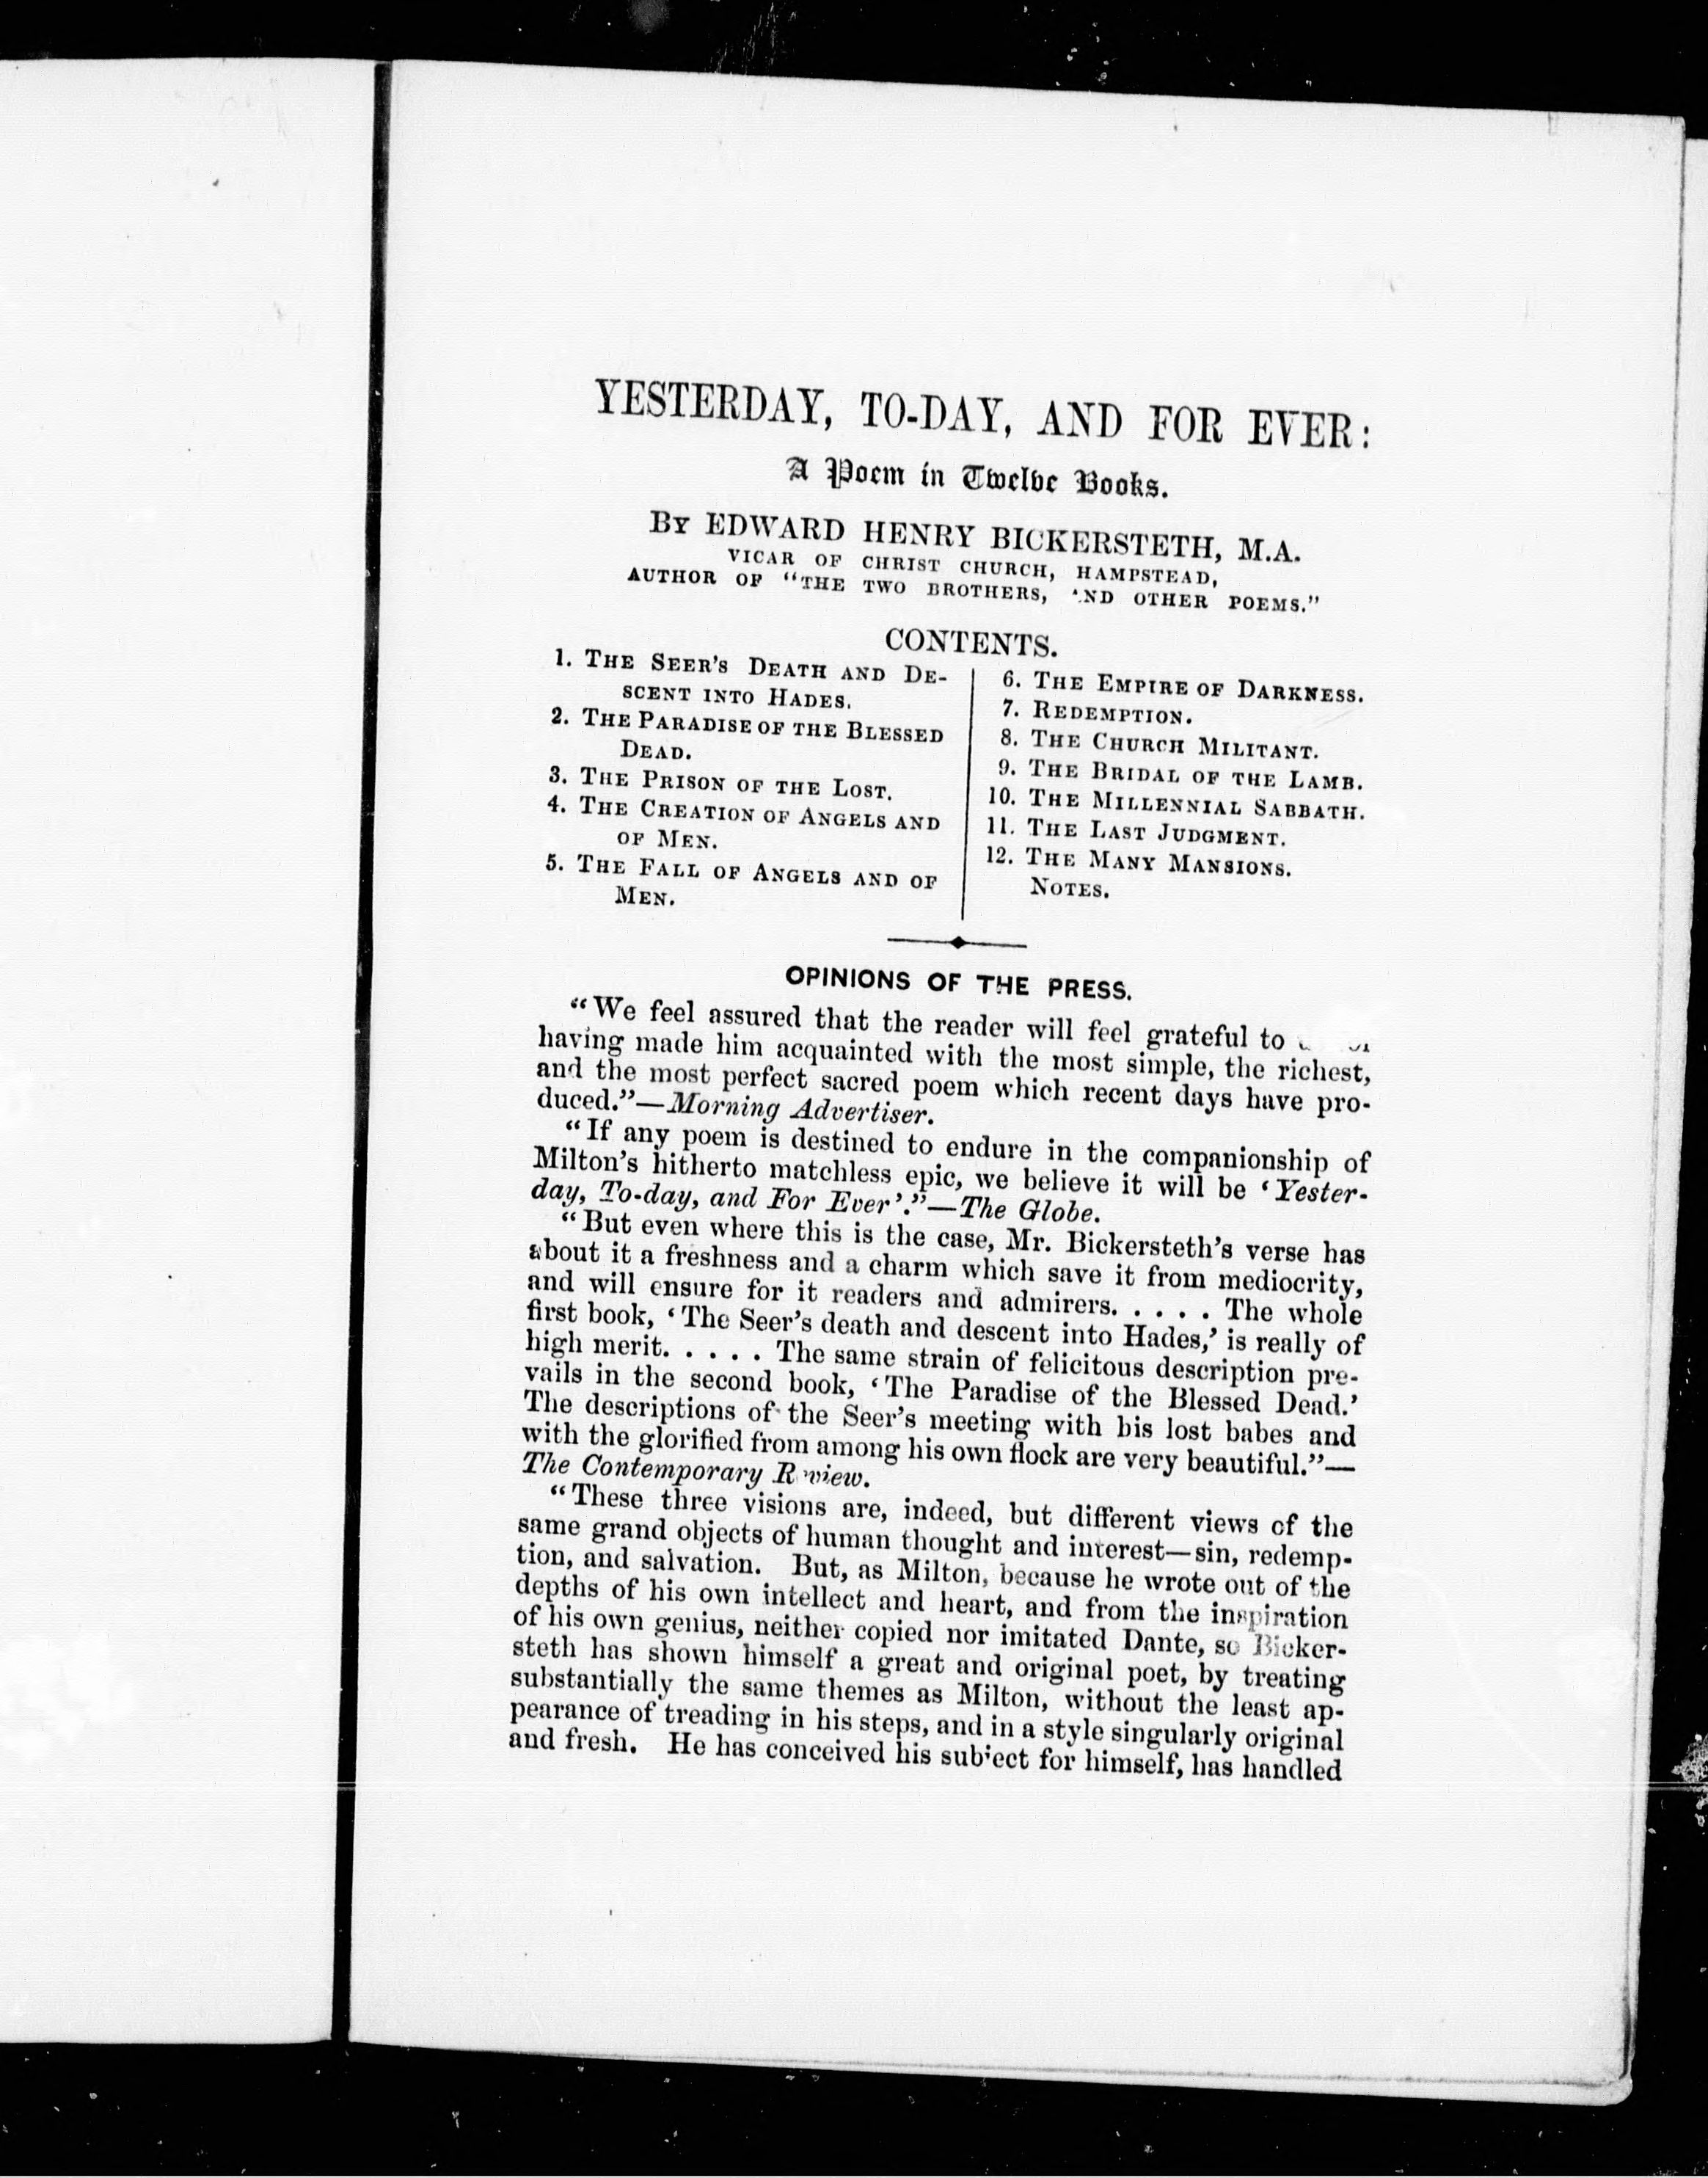 YESTERDAY, TO-DAY, AND FOR EVER:
A Poem in Twelve Books.
BY EDWARD HENRY BICKERSTETH, M.A.
VICAR OF CHRIST CHURCH, HAMPSTEAD,
AUTHOR OF "THE TWO BROTHERS, AND OTHER POEMS."
CONTENTS.
1. THE SEER'S DEATH AND DE-
SCENT INTO HADES.
2. THE PARADISE OF THE BLESSED
DEAD.
3. THE PRISON OF THE LOST.
4. THE CREATION OF ANGELS AND
OF MEN.
5. THE FALL OF ANGELS AND OF
MEN.
6. THE EMPIRE OF DARKNESS.
7. REDEMPTION.
8. THE CHURCH MILITANT.
9. THE BRIDAL OF THE LAMB.
10. THE MILLENNIAL SABBATH.
11. THE LAST JUDGMENT.
12. THE MANY MANSIONS.
NOTES.
OPINIONS OF THE PRESS.
"We feel assured that the reader will feel grateful to
having made him acquainted with the most simple, the richest,
and the most perfect sacred poem which recent days have pro-
duced."—Morning Advertiser.
"If any poem is destined to endure in the companionship of
Milton's hitherto matchless epic, we believe it will be 'Yester-
day, To-day, and For Ever'."—The Globe.
"But even where this is the case, Mr. Bickersteth's verse has
about it a freshness and a charm which save it from mediocrity,
and will ensure for it readers and admirers. . . . . The whole
first book, 'The Seer's death and descent into Hades,' is really of
high merit. . . . . The same strain of felicitous description pre-
vails in the second book, 'The Paradise of the Blessed Dead.'
The descriptions of the Seer's meeting with his lost babes and
with the glorified from among his own flock are very beautiful."—
The Contemporary Review.
"These three visions are, indeed, but different views of the
same grand objects of human thought and interest—sin, redemp-
tion, and salvation. But, as Milton, because he wrote out of the
depths of his own intellect and heart, and from the inspiration
of his own genius, neither copied nor imitated Dante, so Bicker-
steth has shown himself a great and original poet, by treating
substantially the same themes as Milton, without the least ap-
pearance of treading in his steps, and in a style singularly original
and fresh. He has conceived his subject for himself, has handled